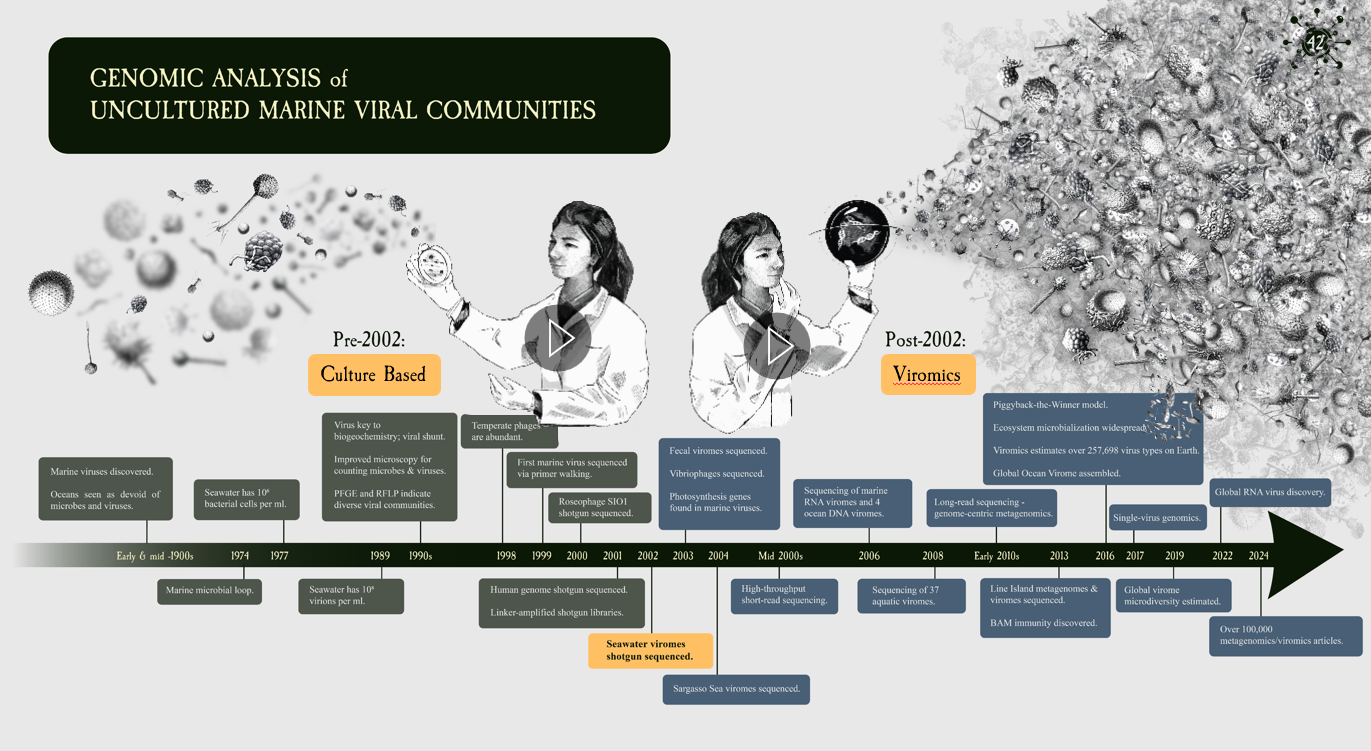 42
GENOMIC ANALYSIS of
UNCULTURED MARINE VIRAL COMMUNITIES
Pre-2002:
Culture Based
Post-2002:
Viromics
Marine viruses discovered.
Oceans seen as devoid of
microbes and viruses.
Seawater has 10⁶
bacterial cells per ml.
Virus key to
biogeochemistry; viral shunt.
Improved microscopy for
counting microbes & viruses.
PFGE and RFLP indicate
diverse viral communities.
Temperate phages
are abundant.
First marine virus sequenced
via primer walking.
Roseophage SIO1
shotgun sequenced.
Fecal viromes sequenced.
Vibriophages sequenced.
Photosynthesis genes
found in marine viruses.
Sequencing of marine
RNA viromes and 4
ocean DNA viromes.
Long-read sequencing -
genome-centric metagenomics.
Piggyback-the-Winner model.
Ecosystem microbialization widespread
Viromics estimates over 257,698 virus types on Earth.
Global Ocean Virome assembled.
Single-virus genomics.
Global RNA virus discovery.
Early & mid -1900s 1974 1977 1989 1990s 1998 1999 2000 2001 2002 2003 2004 Mid 2000s 2006 2008 Early 2010s 2013 2016 2017 2019 2022 2024
Marine microbial loop.
Seawater has 10⁸
virions per ml.
Human genome shotgun sequenced.
Linker-amplified shotgun libraries.
Seawater viromes
shotgun sequenced.
Sargasso Sea viromes sequenced.
High-throughput
short-read sequencing.
Sequencing of 37
aquatic viromes.
Line Island metagenomes &
viromes sequenced.
BAM immunity discovered.
Global virome
microdiversity estimated.
Over 100,000
metagenomics/viromics articles.